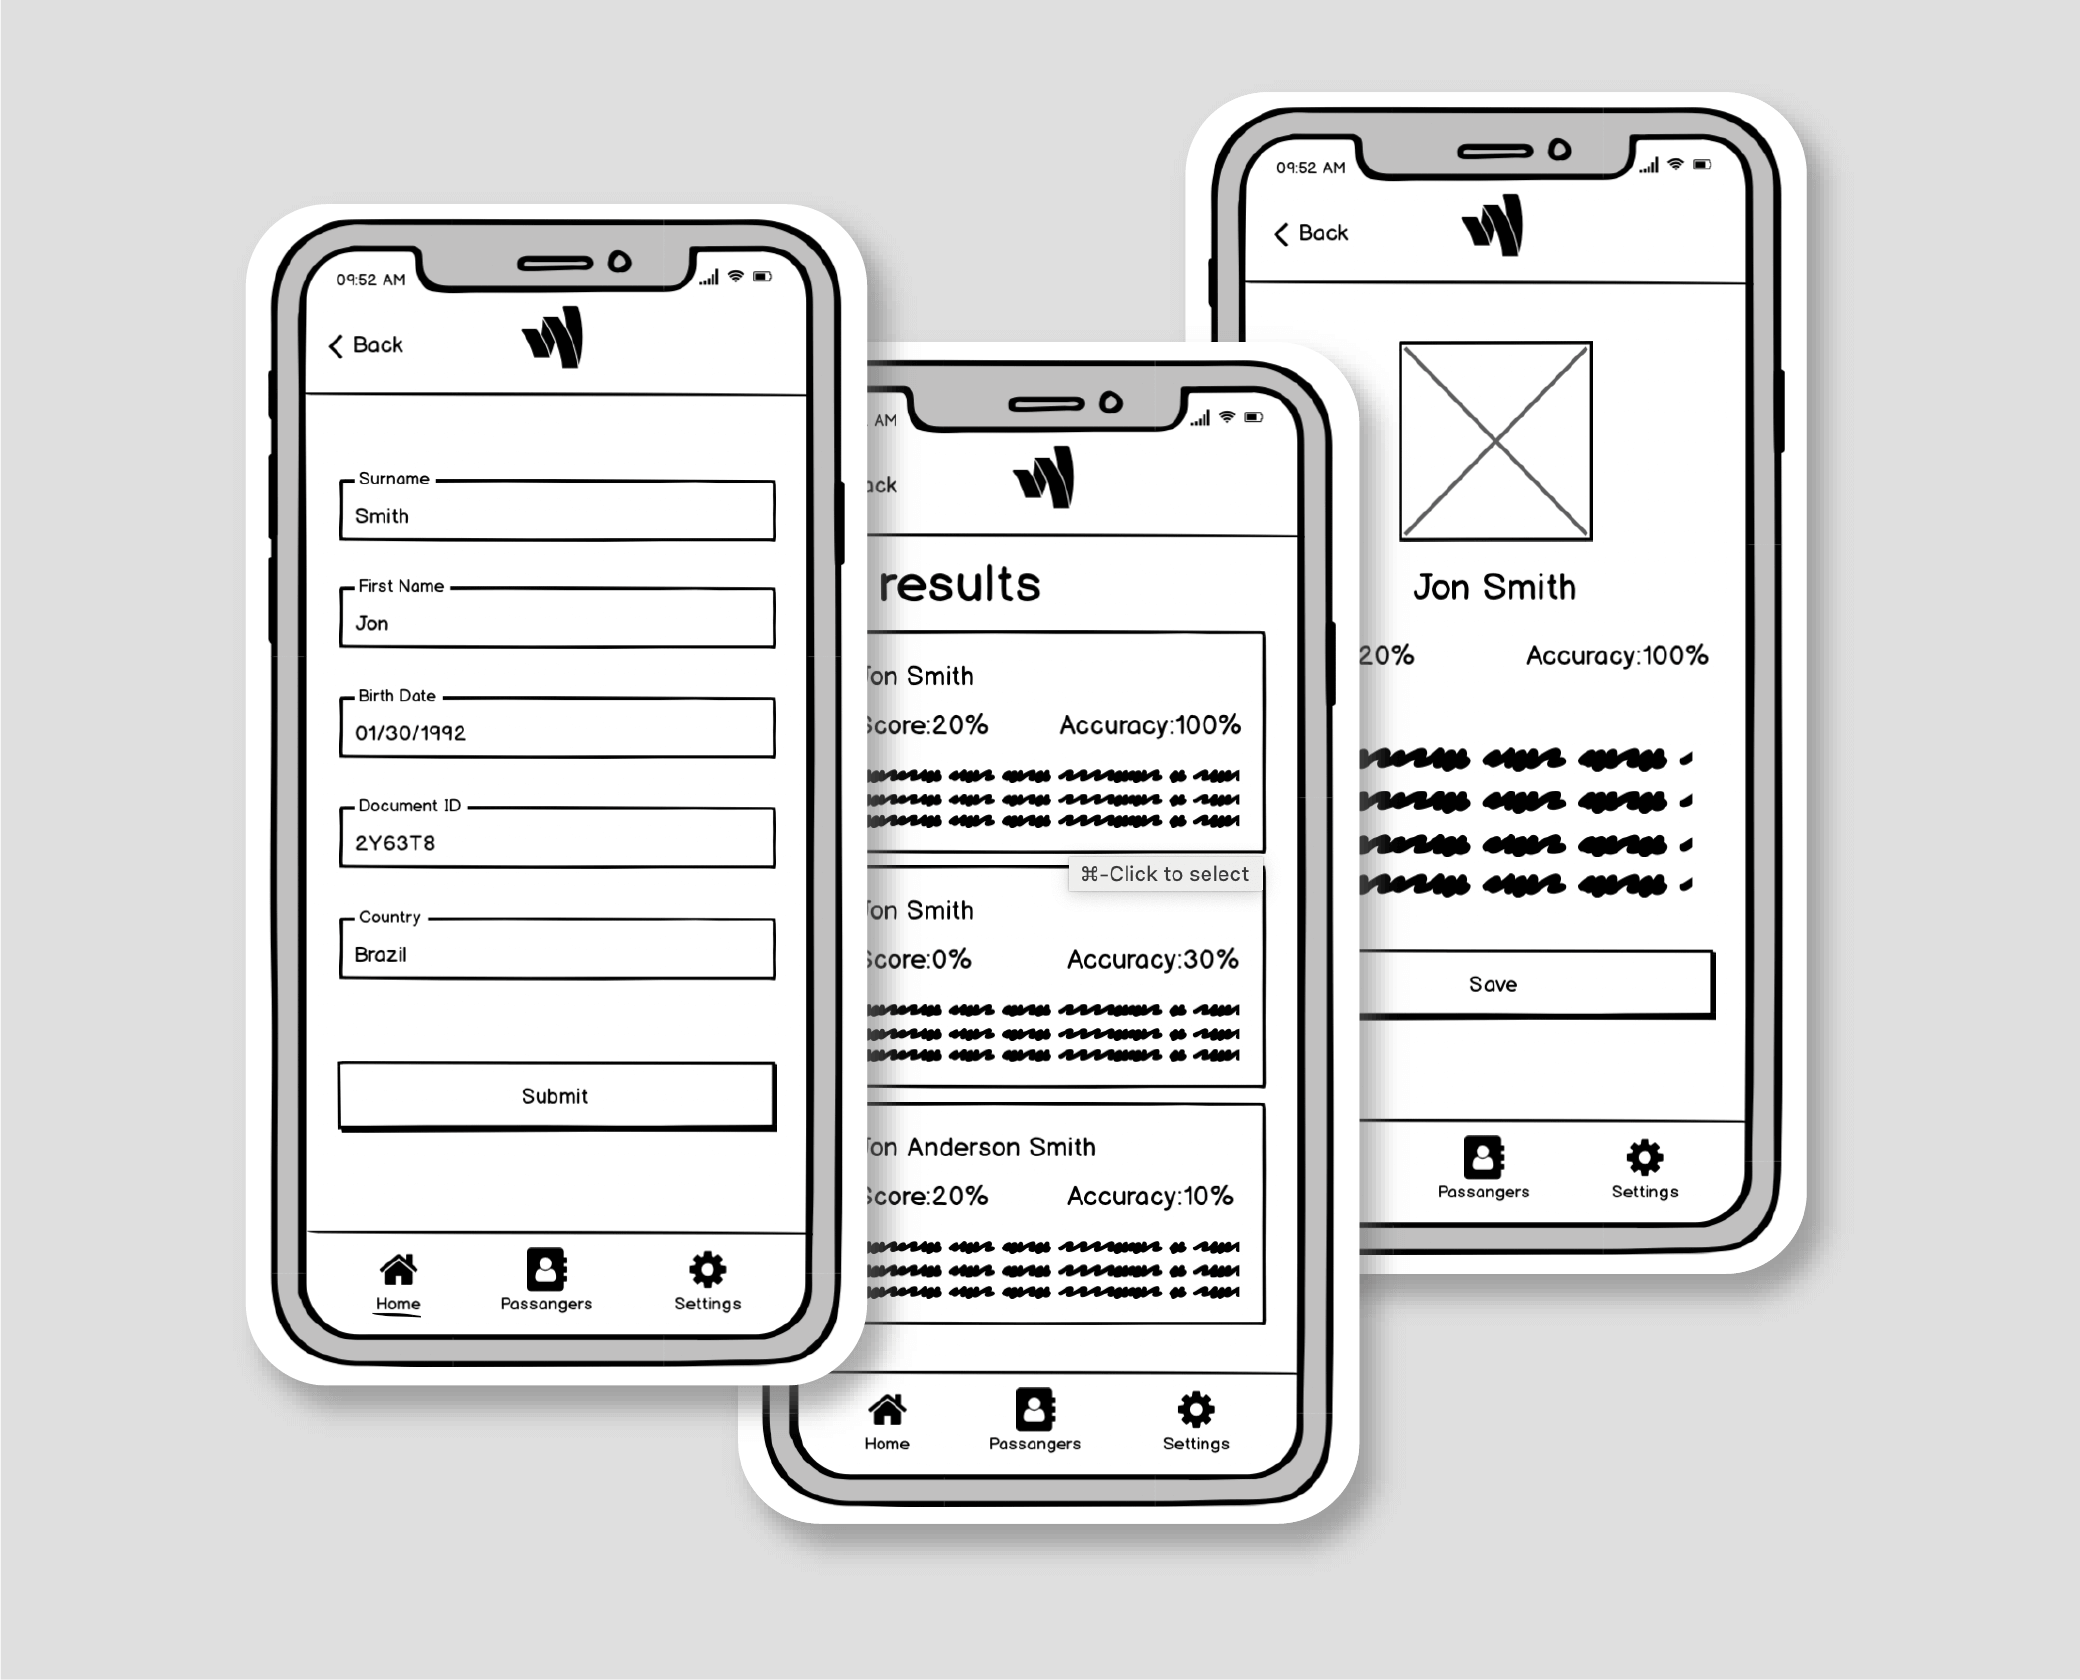 09:52 AM
Back
Surname
Smith
First Name
Jon
Birth Date
01/30/1992
Document ID
2Y63T8
Country
Brazil
Submit
Home Passangers Settings
AM
results
Jon Smith
Score:20% Accuracy:100%
⌘-Click to select
Jon Smith
Score:0% Accuracy:30%
Jon Anderson Smith
Score:20% Accuracy:10%
Home Passangers Settings
09:52 AM
Back
Jon Smith
20% Accuracy:100%
Save
Passangers Settings